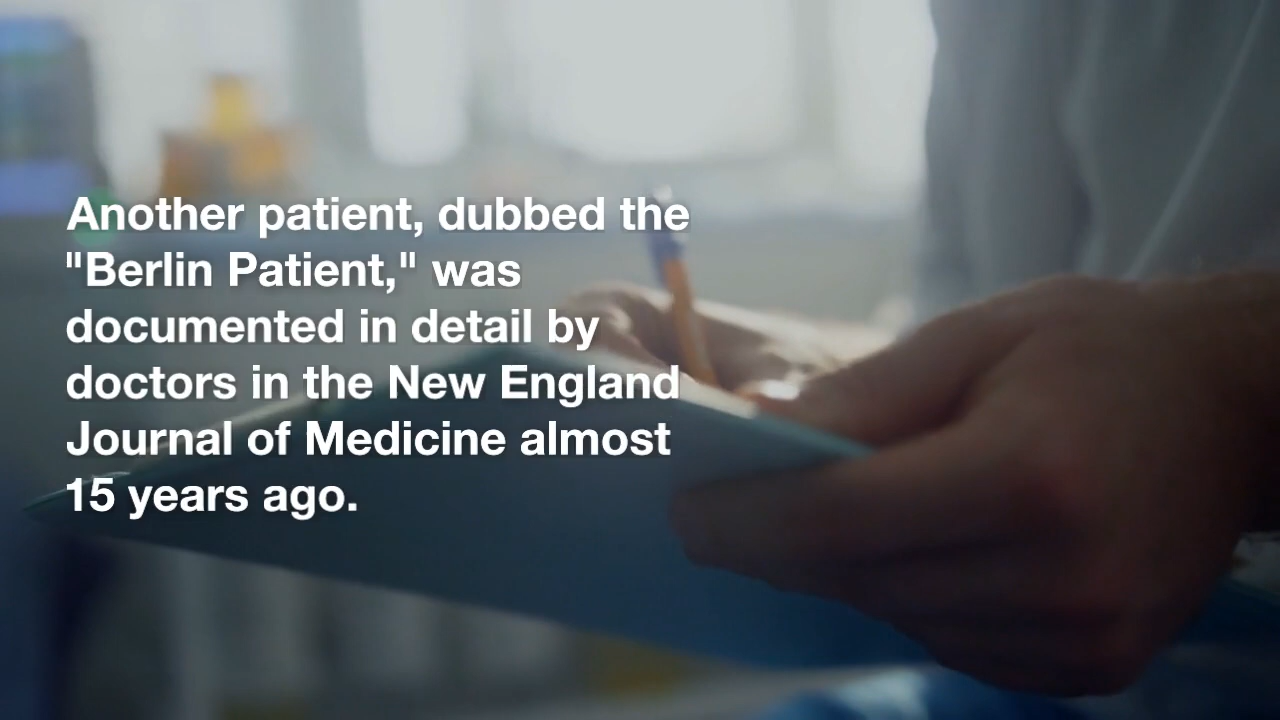 Another patient, dubbed the
"Berlin Patient," was
documented in detail by
doctors in the New England
Journal of Medicine almost
15 years ago.